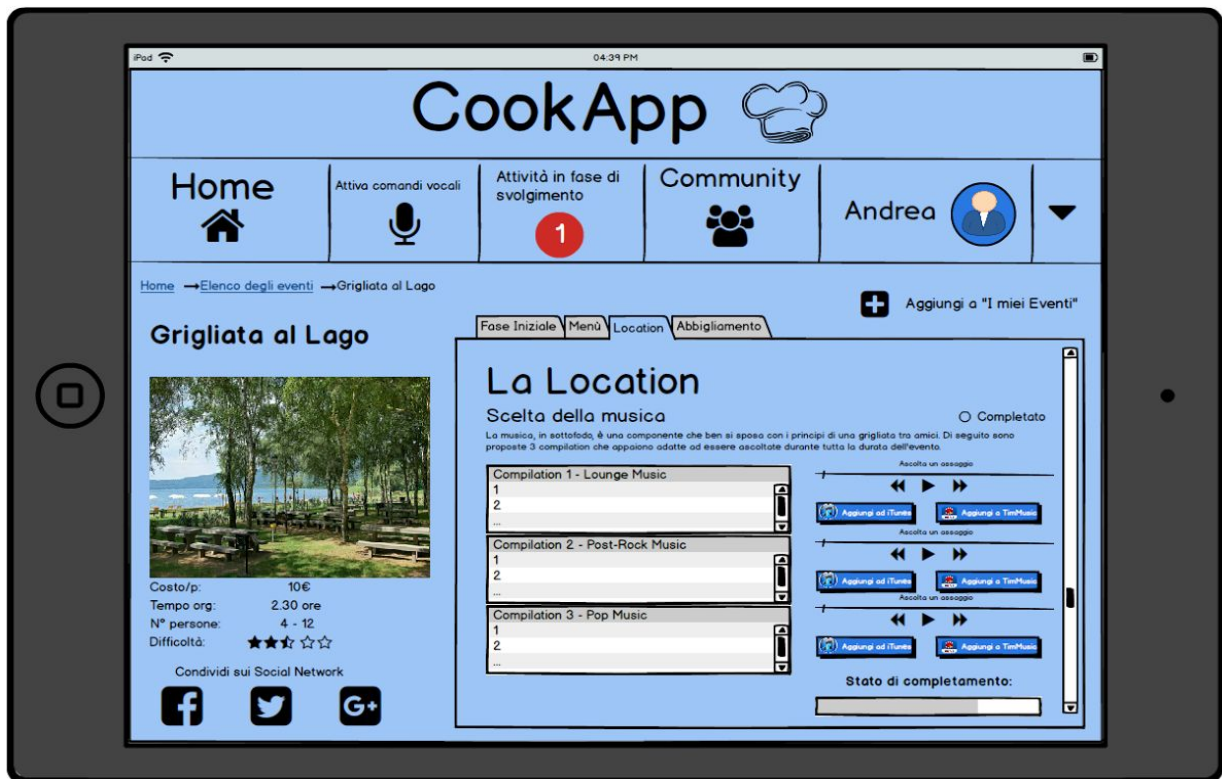 iPad
04:39 PM
CookApp
Home
Attiva comandi vocali
Attività in fase di
svolgimento
1
Community
Andrea
Home → Elenco degli eventi → Grigliata al Lago
Aggiungi a "I miei Eventi"
Grigliata al Lago
Fase Iniziale Menù Location Abbigliamento
La Location
Scelta della musica
Completato
La musica, in sottofodo, è una componente che ben si sposa con i principi di una grigliata tra amici. Di seguito sono
proposte 3 compilation che appaiono adatte ad essere ascoltate durante tutta la durata dell'evento.
Compilation 1 - Lounge Music
1
2
...
Ascolta un assaggio
Aggiungi ad iTunes Aggiungi a TimMusic
Compilation 2 - Post-Rock Music
1
2
...
Ascolta un assaggio
Aggiungi ad iTunes Aggiungi a TimMusic
Compilation 3 - Pop Music
1
2
...
Ascolta un assaggio
Aggiungi ad iTunes Aggiungi a TimMusic
Stato di completamento:
Costo/p: 10€
Tempo org: 2.30 ore
N° persone: 4 - 12
Difficoltà:
Condividi sui Social Network
f
G+